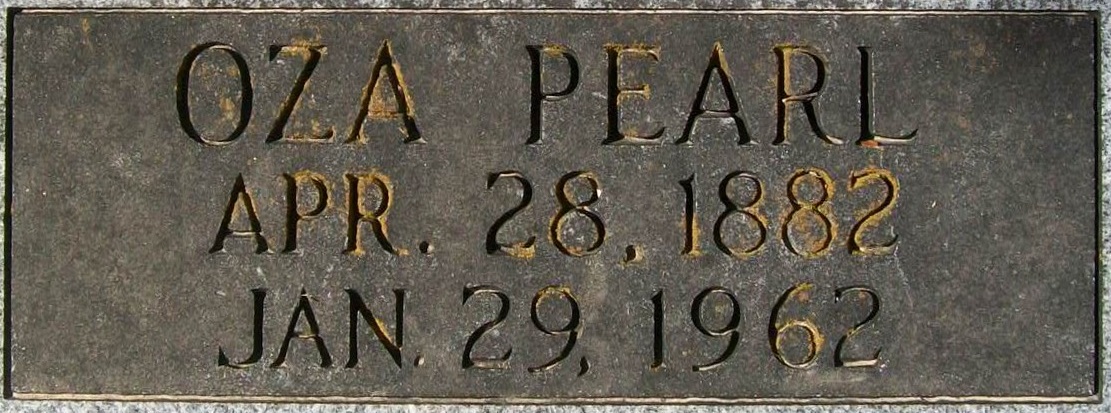 OZA PEARL
APR. 28, 1882
JAN. 29, 1962